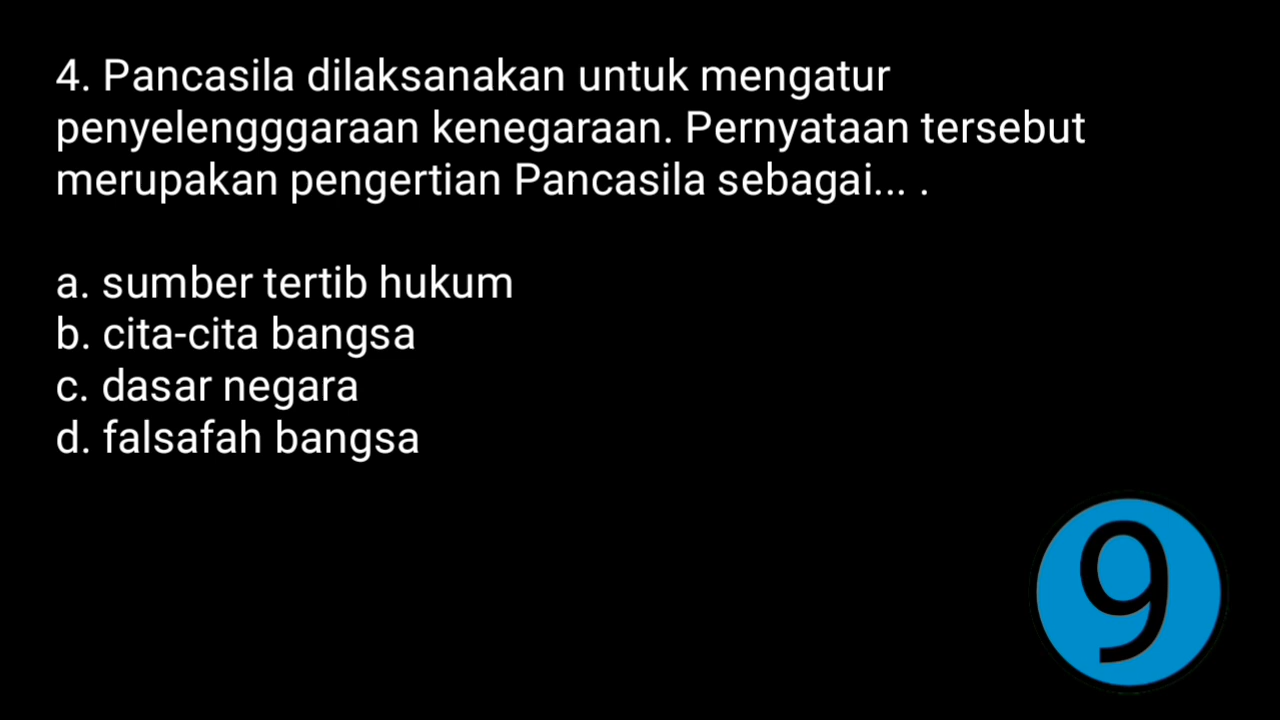 4. Pancasila dilaksanakan untuk mengatur
penyelengggaraan kenegaraan. Pernyataan tersebut
merupakan pengertian Pancasila sebagai... .
a. sumber tertib hukum
b. cita-cita bangsa
c. dasar negara
d. falsafah bangsa
9